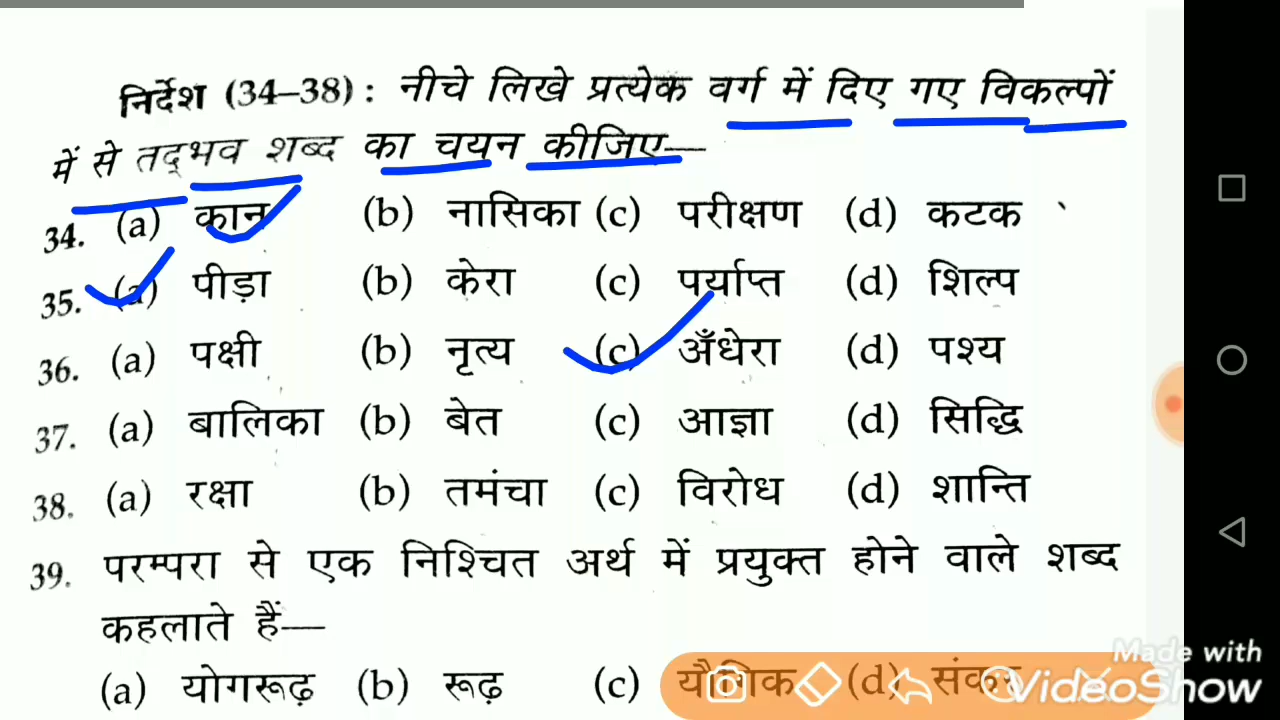 निर्देश (34–38) : नीचे लिखे प्रत्येक वर्ग में दिए गए विकल्पों
में से तद्भव शब्द का चयन कीजिए—
34. (a) कान (b) नासिका (c) परीक्षण (d) कटक
35. (a) पीड़ा (b) केरा (c) पर्याप्त (d) शिल्प
36. (a) पक्षी (b) नृत्य (c) अँधेरा (d) पश्य
37. (a) बालिका (b) बेत (c) आज्ञा (d) सिद्धि
38. (a) रक्षा (b) तमंचा (c) विरोध (d) शान्ति
39. परम्परा से एक निश्चित अर्थ में प्रयुक्त होने वाले शब्द
कहलाते हैं—
(a) योगरूढ़ (b) रूढ़ (c) यौगिक (d) संकर
Made with
VideoShow